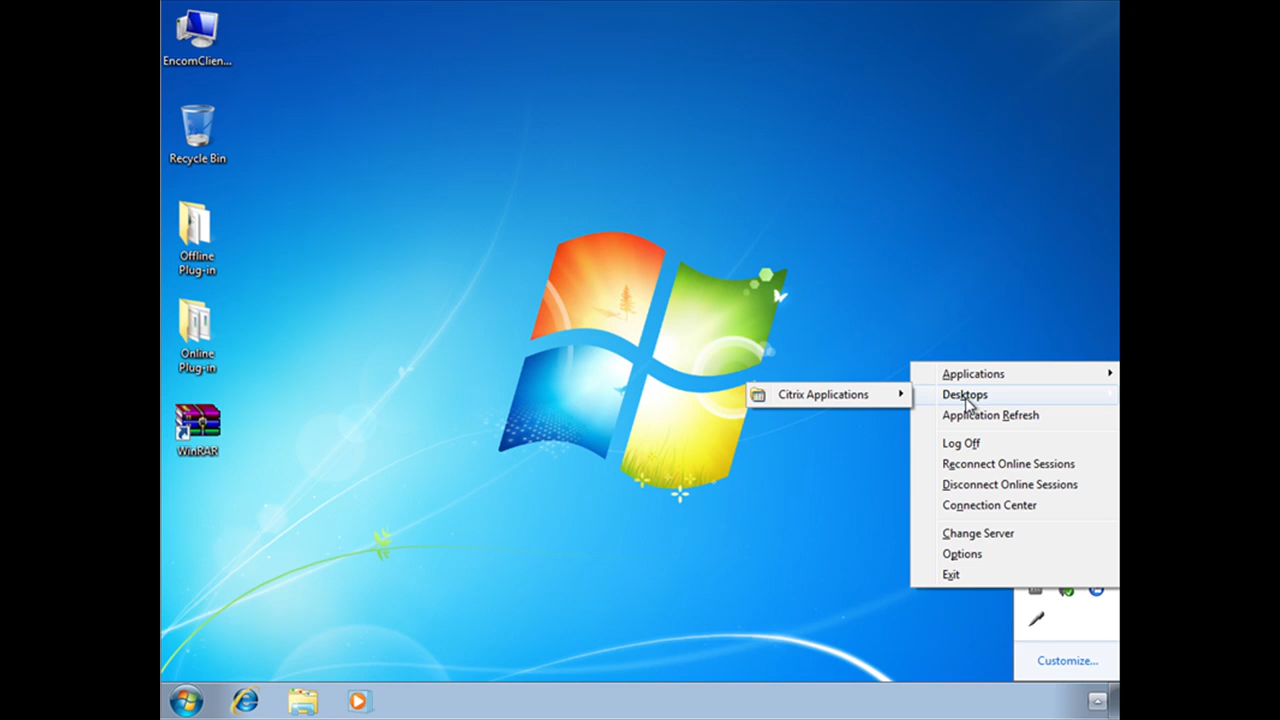 EncomClien...
Recycle Bin
Offline
Plug-in
Online
Plug-in
WinRAR
Citrix Applications
Applications
Desktops
Application Refresh
Log Off
Reconnect Online Sessions
Disconnect Online Sessions
Connection Center
Change Server
Options
Exit
Customize...